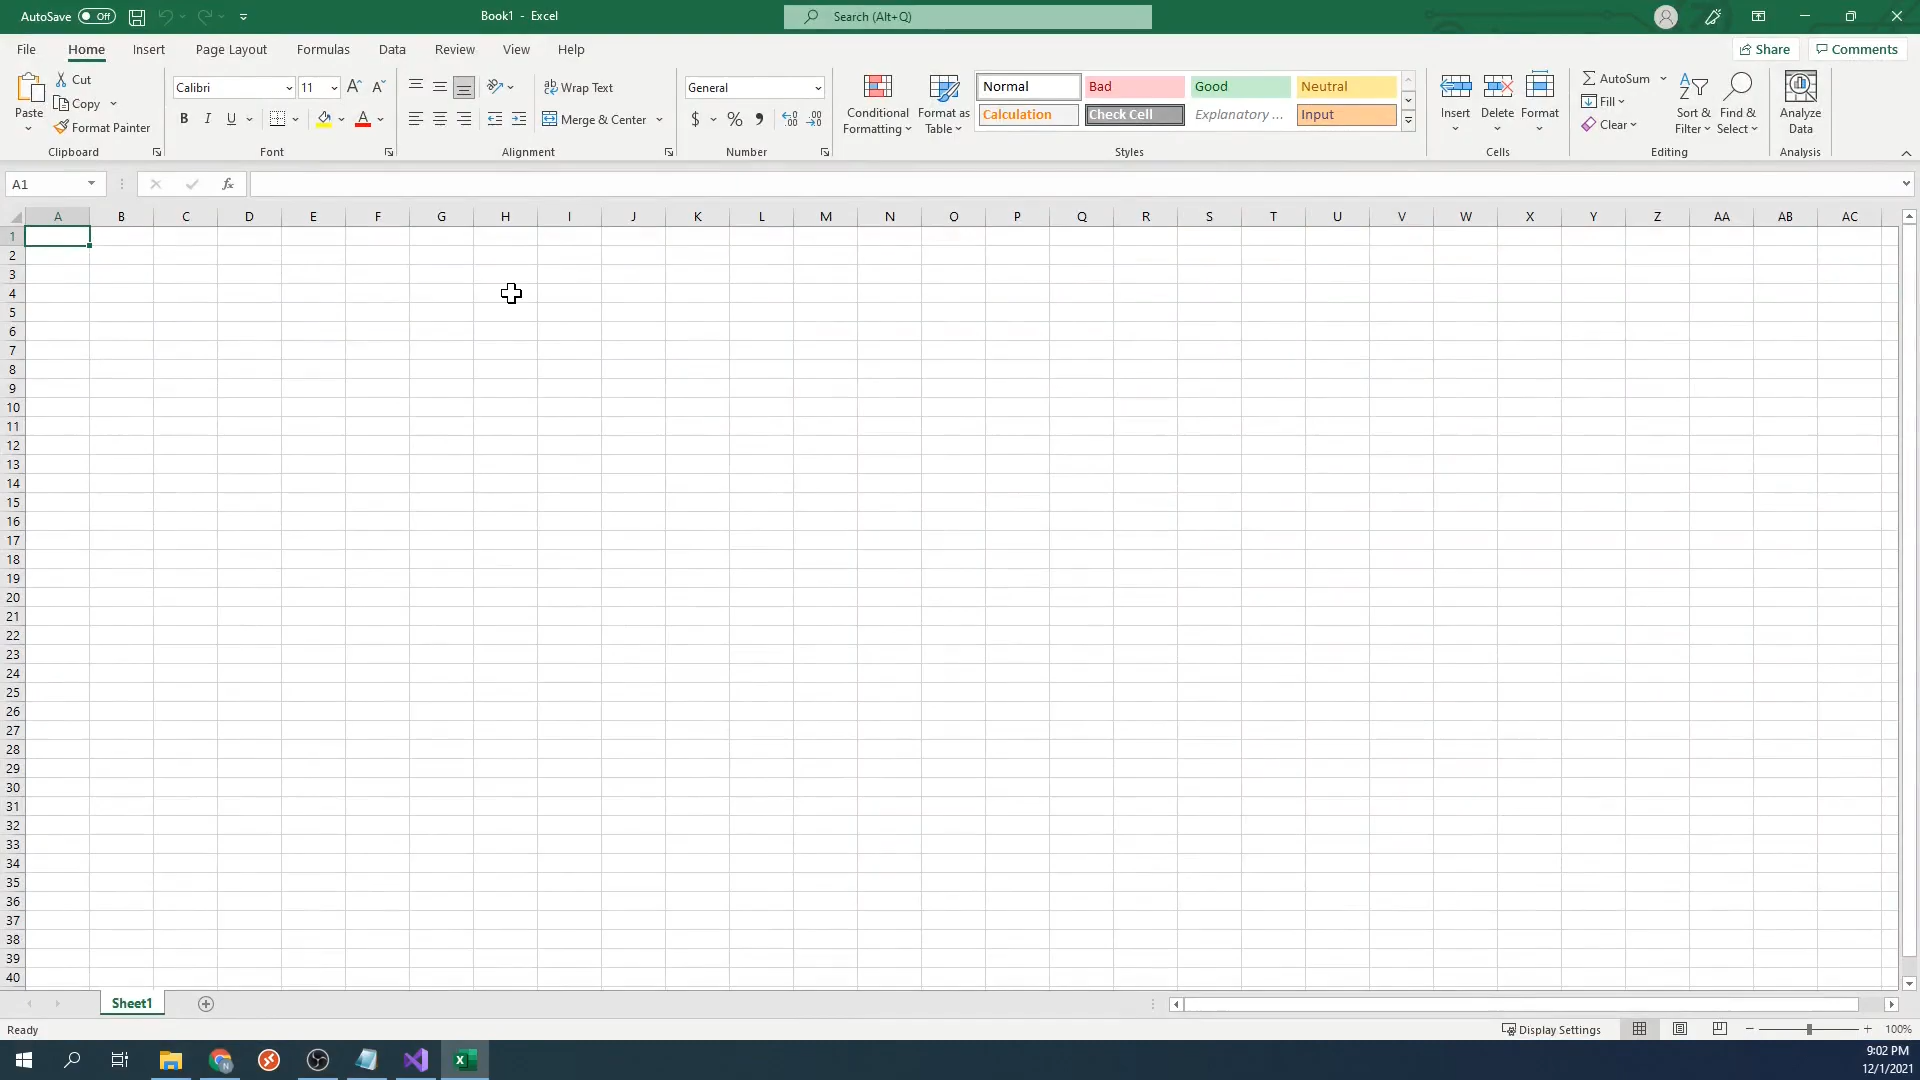 AutoSave Off Book1 - Excel Search (Alt+Q)
File Home Insert Page Layout Formulas Data Review View Help Share Comments
Paste
Cut
Copy
Format Painter
Clipboard
Calibri 11
B I U A
Font
Wrap Text
Merge & Center
Alignment
General
$ % 9
Number
Conditional Formatting
Format as Table
Normal Bad Good Neutral
Calculation Check Cell Explanatory ... Input
Styles
Insert Delete Format
Cells
AutoSum
Fill
Clear
Sort & Filter
Find & Select
Editing
Analyze Data
Analysis
A1 fx
A B C D E F G H I J K L M N O P Q R S T U V W X Y Z AA AB AC
1
2
3
4
5
6
7
8
9
10
11
12
13
14
15
16
17
18
19
20
21
22
23
24
25
26
27
28
29
30
31
32
33
34
35
36
37
38
39
40
Sheet1
Ready Display Settings 100%
9:02 PM
12/1/2021